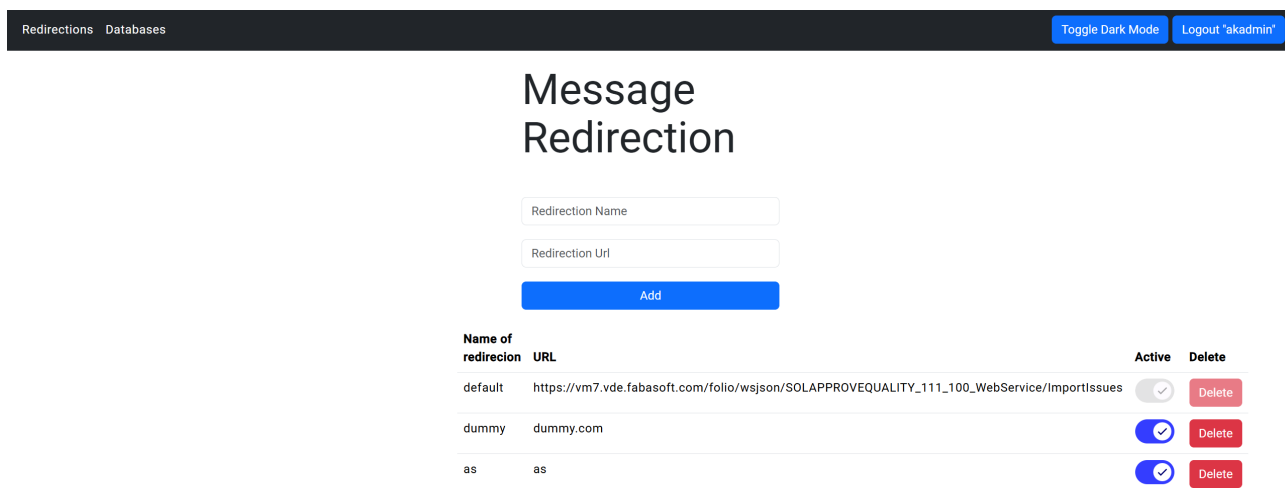 Redirections Databases Toggle Dark Mode Logout "akadmin"
Message
Redirection
Redirection Name
Redirection Url
Add
Name of
redirecion URL Active Delete
default https://vm7.vde.fabasoft.com/folio/wsjson/SOLAPPROVEQUALITY_111_100_WebService/ImportIssues Delete
dummy dummy.com Delete
as as Delete